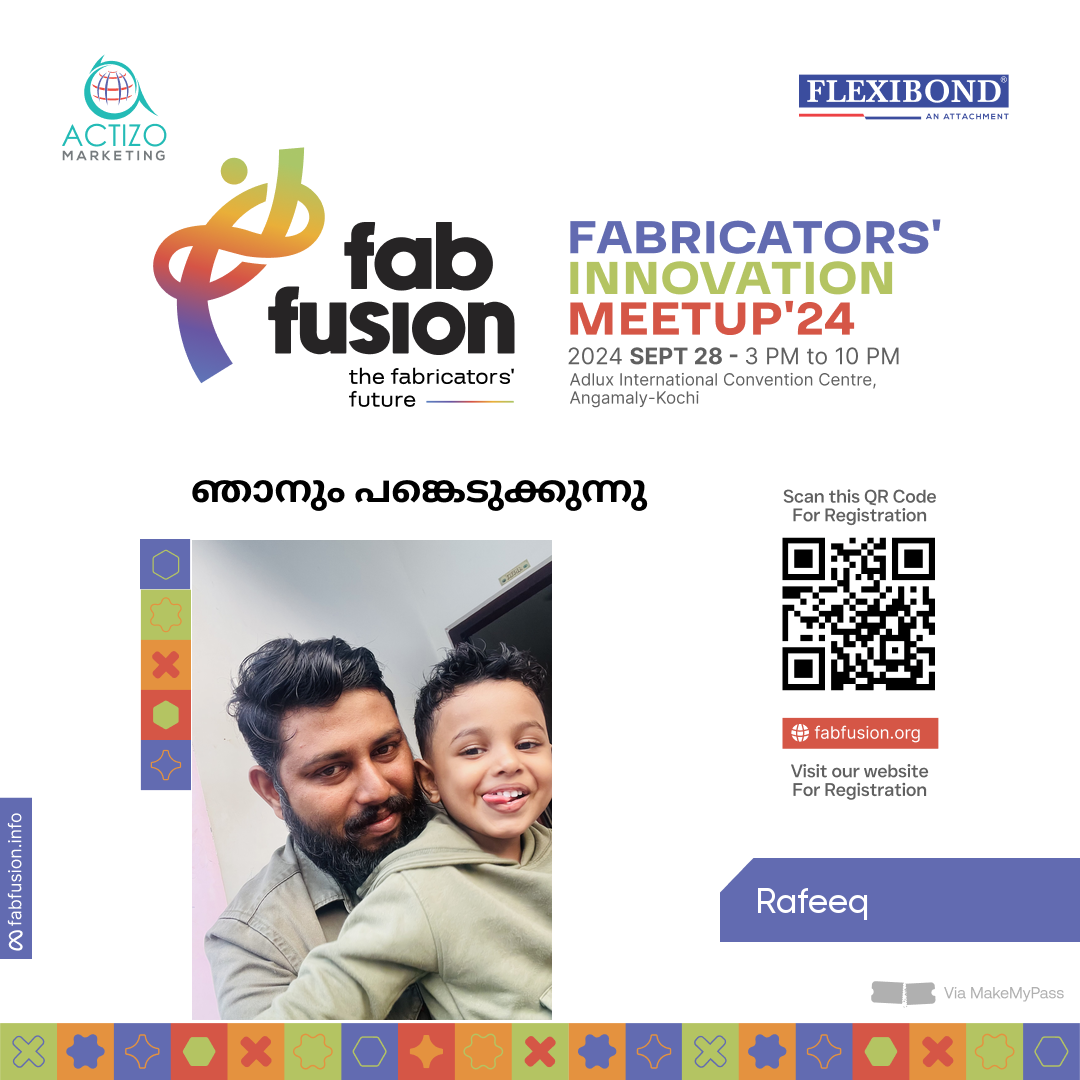 ACTIZO
MARKETING
FLEXIBOND®
AN ATTACHMENT
fab
fusion
the fabricators'
future
FABRICATORS'
INNOVATION
MEETUP'24
2024 SEPT 28 - 3 PM to 10 PM
Adlux International Convention Centre,
Angamaly-Kochi
ഞാനും പങ്കെടുക്കുന്നു
Scan this QR Code
For Registration
fabfusion.org
Visit our website
For Registration
fabfusion.info
Rafeeq
Via MakeMyPass